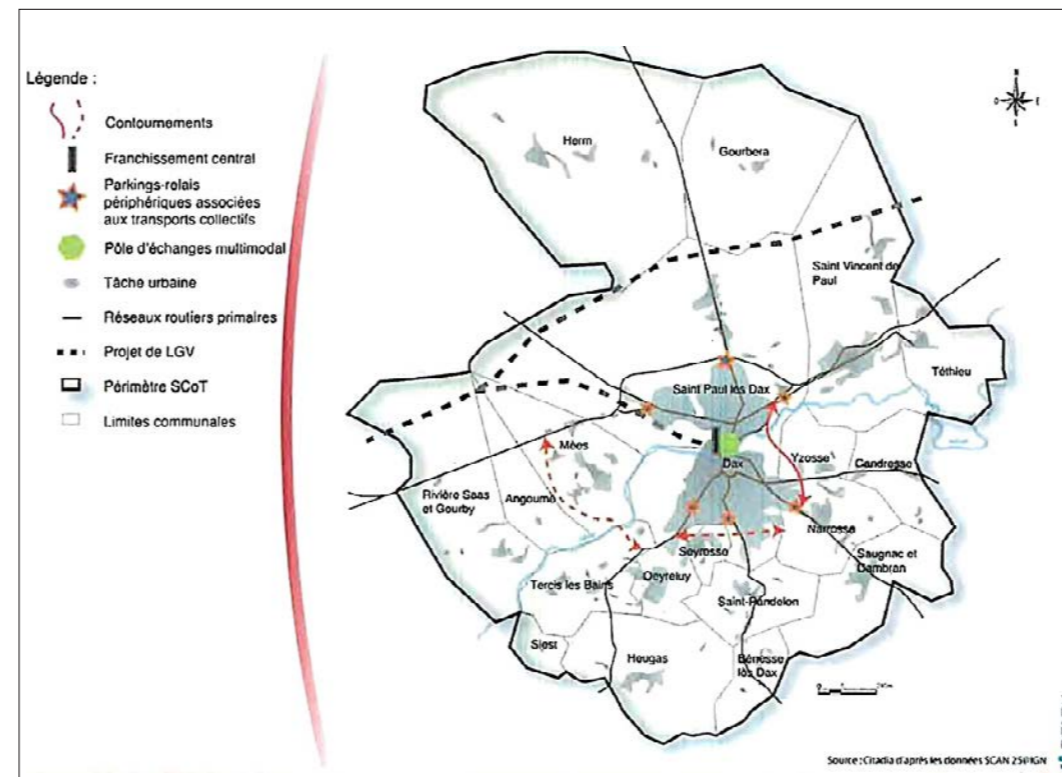 Légende :
Contournements
Franchissement central
Parkings-relais
périphériques associées
aux transports collectifs
Pôle d'échanges multimodal
Tâche urbaine
Réseaux routiers primaires
Projet de LGV
Périmètre SCoT
Limites communales
N
O
E
Herm
Gourbera
Saint Vincent de
Paul
Téthieu
Saint Paul lès Dax
Mées
Dax
Yzosse
Candresse
Rivière Saas
et Gourby
Angoumé
Narrosse
Seyresse
Saugnac et
Cambran
Tercis les Bains
Oeyreluy
Saint-Pandelon
Siest
Heugas
Bénesse
lès Dax
Source : Citadia d'après les données SCAN 25®IGN